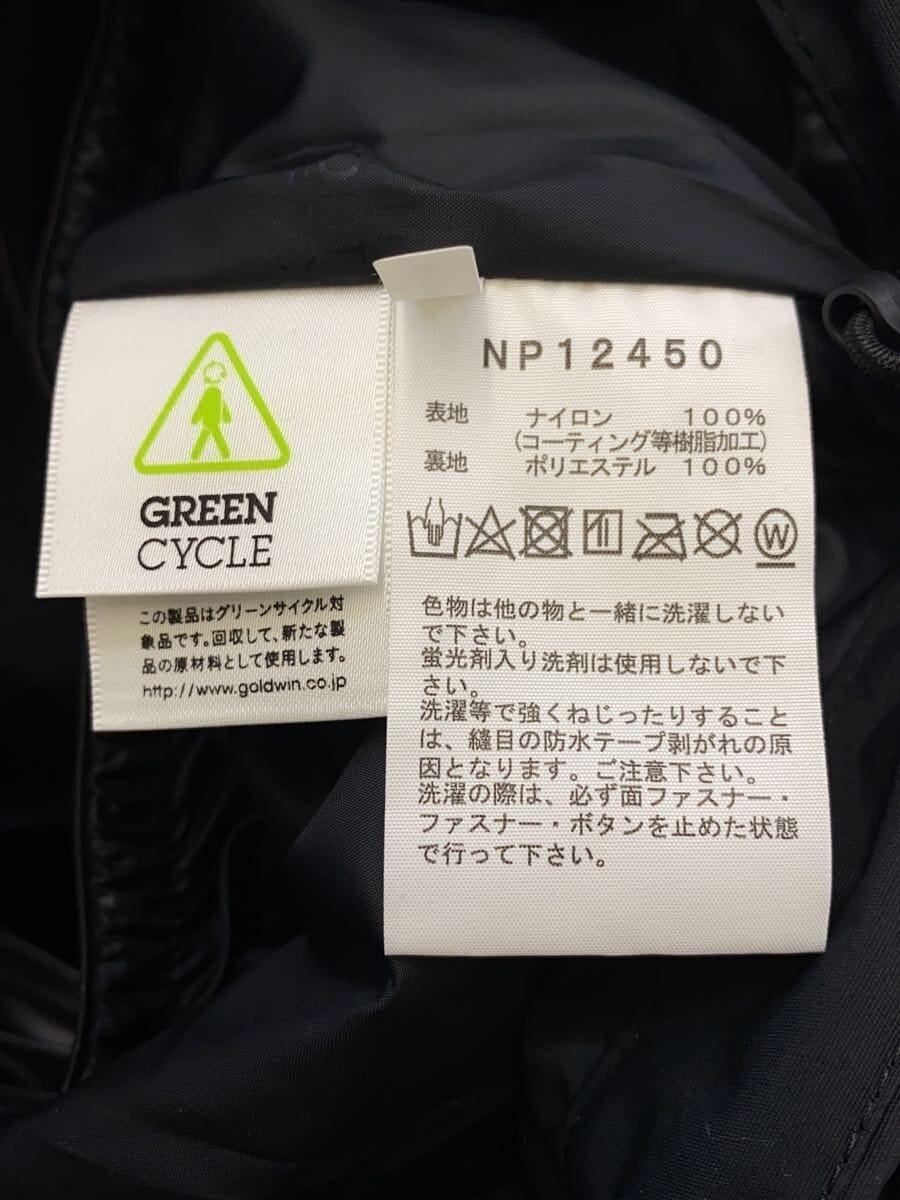 GREEN
CYCLE
この製品はグリーンサイクル対
象品です。回収して、新たな製
品の原材料として使用します。
http://www.goldwin.co.jp
NP12450
表地 ナイロン 100%
(コーティング等樹脂加工)
裏地 ポリエステル 100%
W
色物は他の物と一緒に洗濯しない
で下さい。
蛍光剤入り洗剤は使用しないで下
さい。
洗濯等で強くねじったりすること
は、縫目の防水テープ剥がれの原
因となります。ご注意下さい。
洗濯の際は、必ず面ファスナー・
ファスナー・ボタンを止めた状態
で行って下さい。